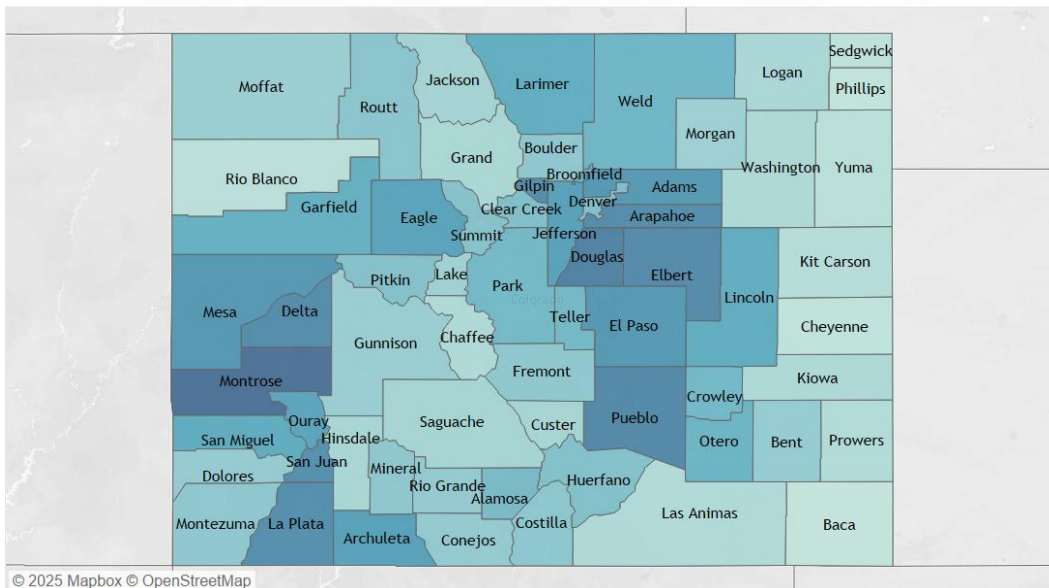 Sedgwick
Jackson
Logan
Moffat
Larimer
Phillips
Weld
Routt
Morgan
Boulder
Grand
Washington
Yuma
Broomfield
Rio Blanco
Gilpin
Adams
Garfield
Denver
Clear Creek
Eagle
Arapahoe
Summit
Jefferson
Douglas
Kit Carson
Lake
Elbert
Pitkin
Park
Lincoln
Colorado
Mesa
Delta
Teller
El Paso
Cheyenne
Chaffee
Gunnison
Fremont
Kiowa
Montrose
Crowley
Pueblo
Ouray
Saguache
Custer
San Miguel
Hinsdale
Otero
Bent
Prowers
San Juan
Mineral
Dolores
Huerfano
Rio Grande
Alamosa
Las Animas
Montezuma
La Plata
Costilla
Baca
Archuleta
Conejos
© 2025 Mapbox © OpenStreetMap